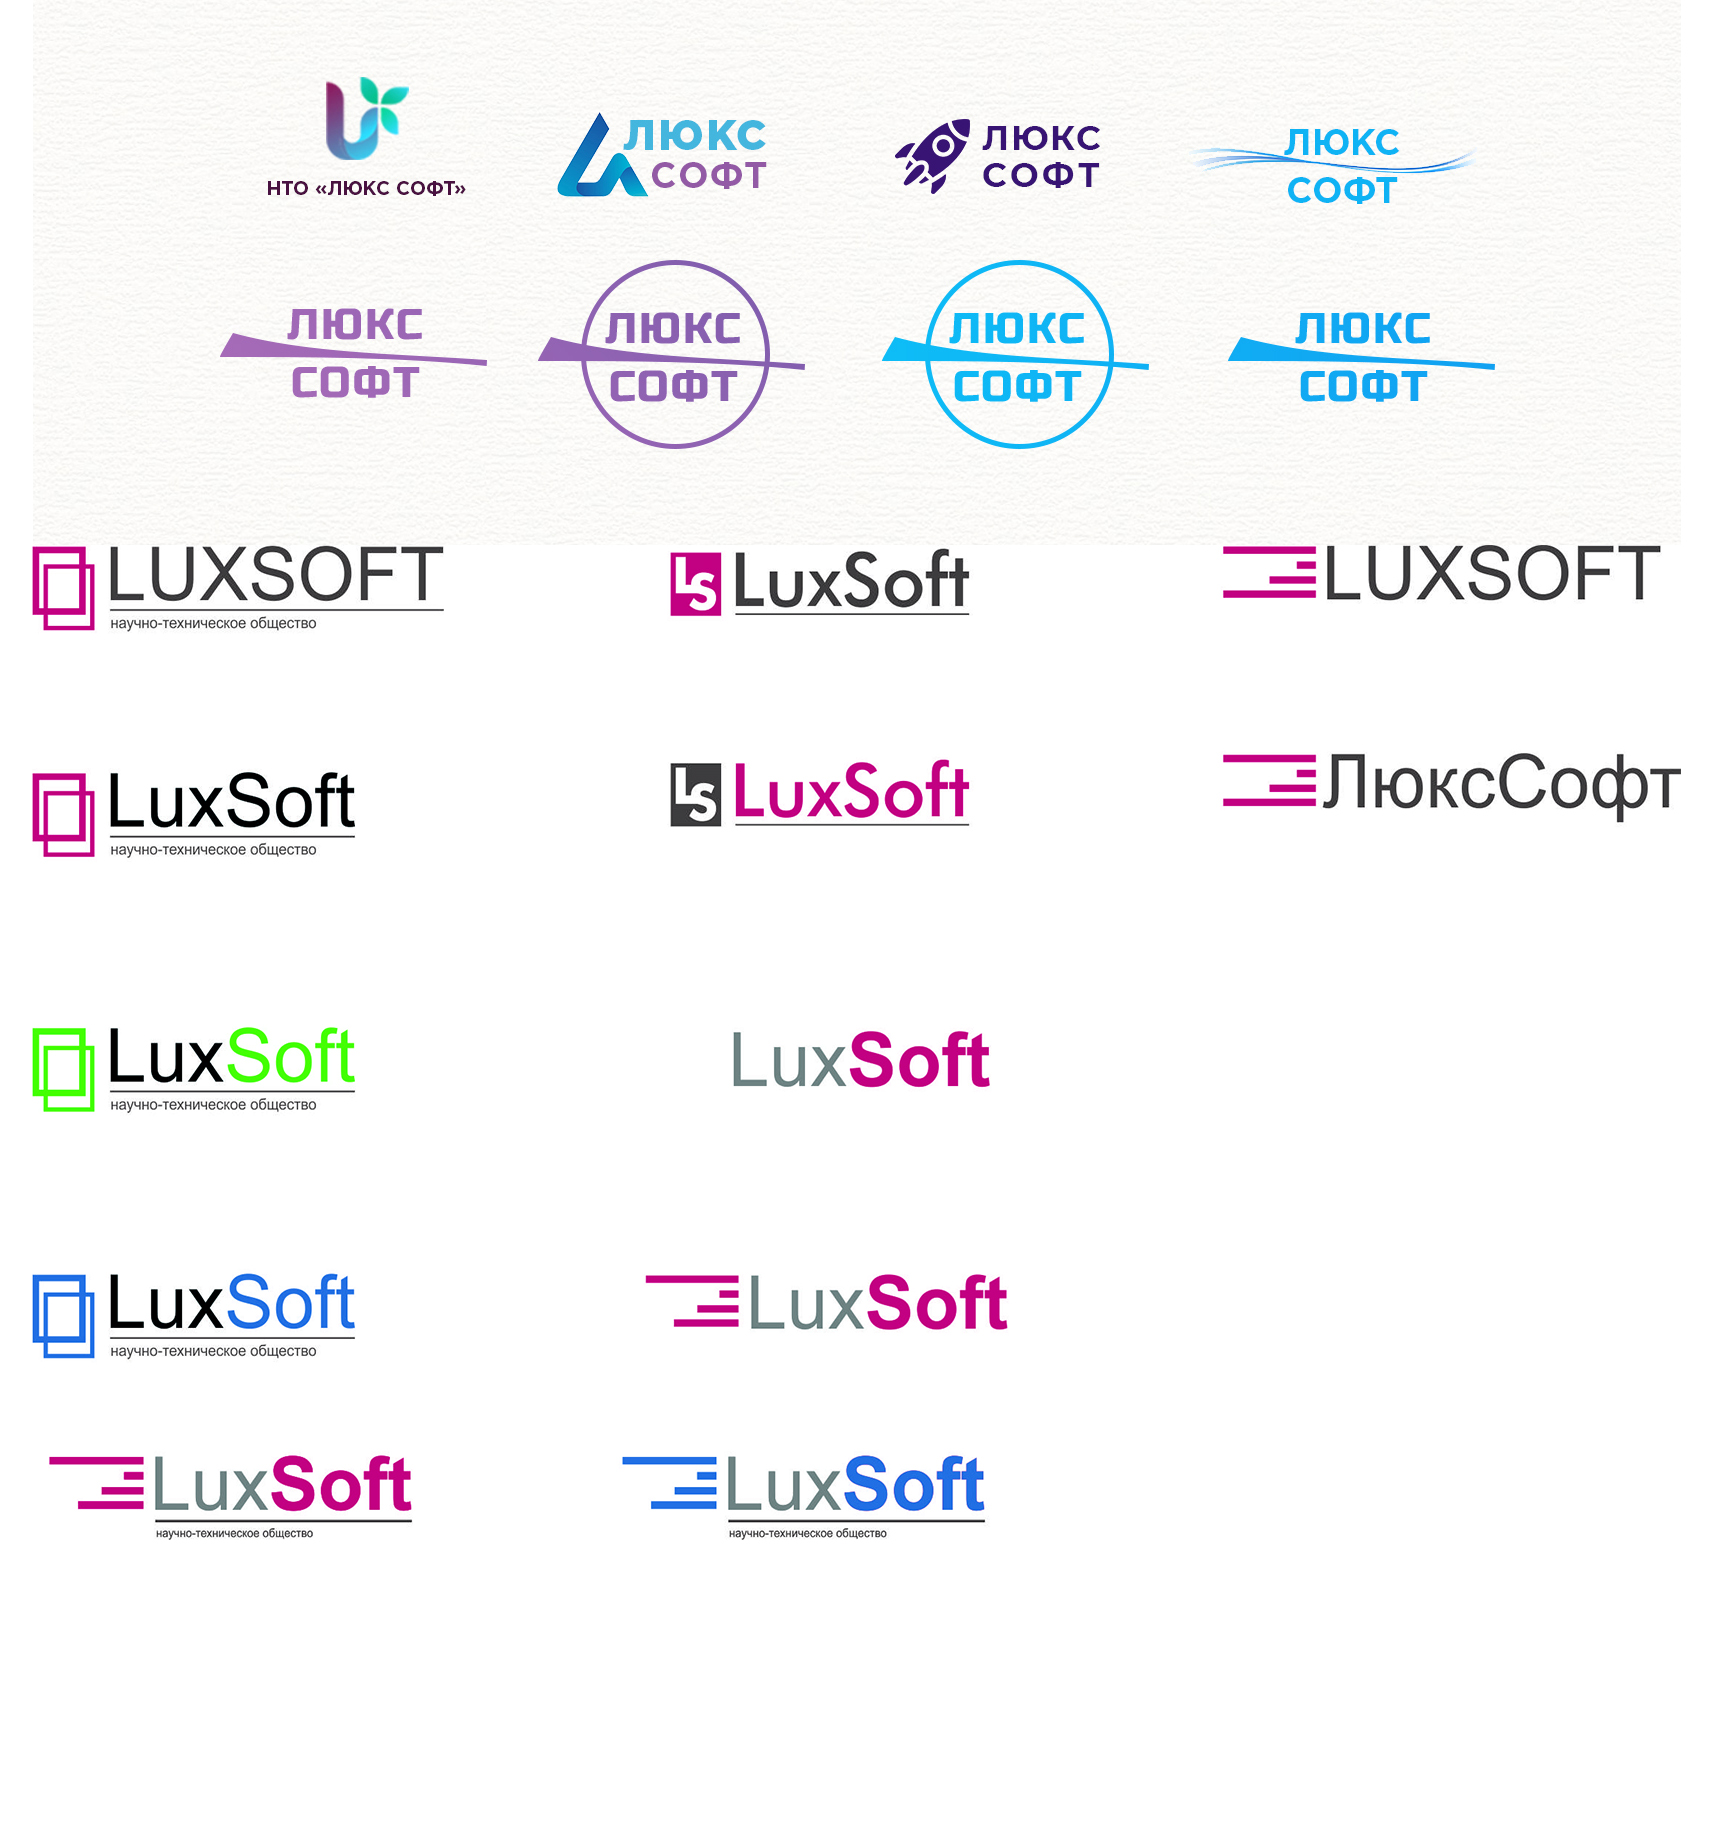 НТО «ЛЮКС СОФТ»
ЛЮКС
СОФТ
ЛЮКС
СОФТ
ЛЮКС
СОФТ
ЛЮКС
СОФТ
ЛЮКС
СОФТ
ЛЮКС
СОФТ
ЛЮКС
СОФТ
LUXSOFT
научно-техническое общество
LS LuxSoft
LUXSOFT
LuxSoft
научно-техническое общество
LS LuxSoft
ЛюксСофт
LuxSoft
научно-техническое общество
LuxSoft
LuxSoft
научно-техническое общество
LuxSoft
LuxSoft
научно-техническое общество
LuxSoft
научно-техническое общество